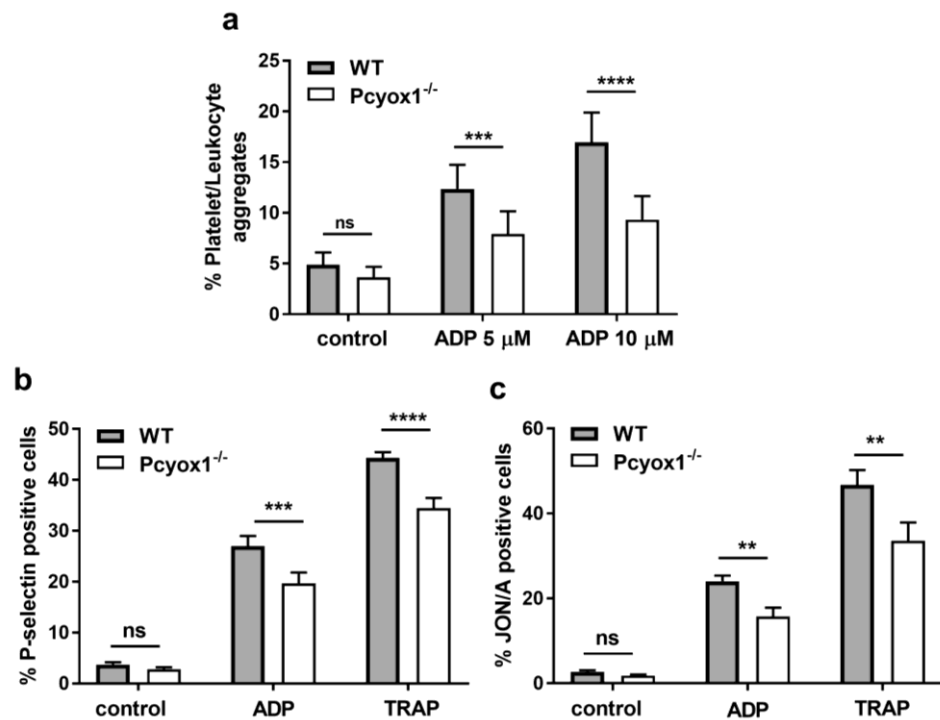 a
% Platelet/Leukocyte
aggregates
25
20
15
10
5
0
WT
Pcyox1⁻/⁻
ns
***
****
control
ADP 5 μM
ADP 10 μM
b
% P-selectin positive cells
50
40
30
20
10
0
WT
Pcyox1⁻/⁻
ns
***
****
control
ADP
TRAP
c
% JON/A positive cells
60
40
20
0
WT
Pcyox1⁻/⁻
ns
**
**
control
ADP
TRAP